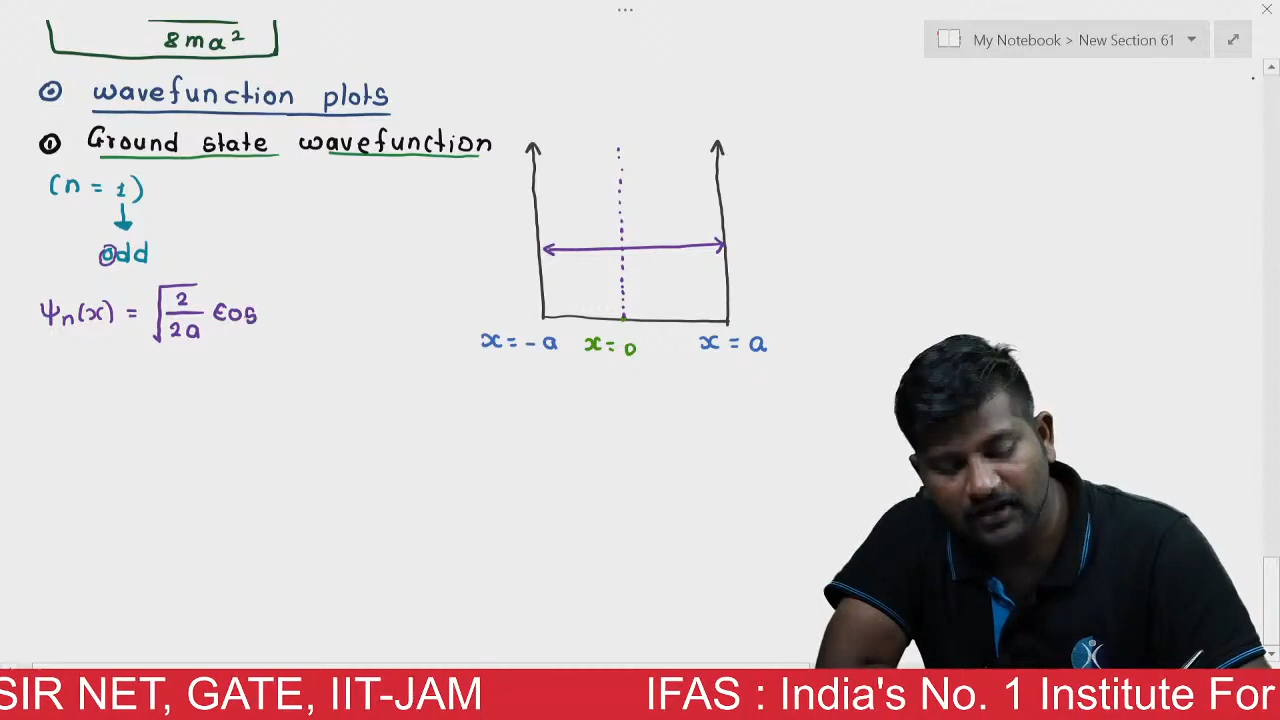 8ma²
My Notebook > New Section 61
wavefunction plots
① Ground state wavefunction
(n = 1)
↓
odd
ψn(x) = √2/2a Cos
x = -a x = 0 x = a
SIR NET, GATE, IIT-JAM IFAS : India's No. 1 Institute For